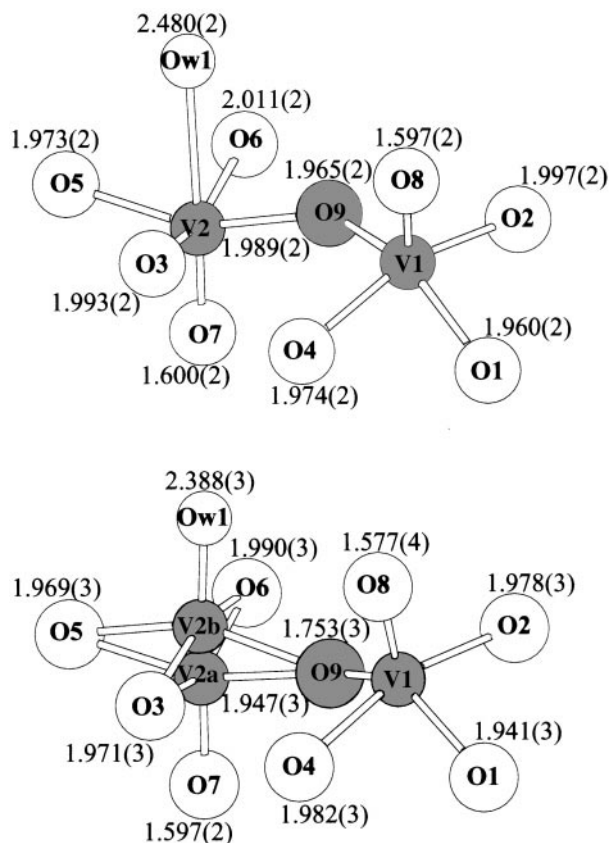 2.480(2)
Ow1
2.011(2)
1.973(2)
O6
1.597(2)
1.965(2)
O5
O8
1.997(2)
O9
O2
V2
1.989(2)
O3
V1
1.993(2)
O7
1.960(2)
O4
1.600(2)
O1
1.974(2)
2.388(3)
Ow1
1.990(3)
1.577(4)
O6
O8
1.969(3)
1.978(3)
V2b
1.753(3)
O5
O2
V2a
O9
V1
O3
1.947(3)
1.971(3)
1.941(3)
O4
O7
O1
1.982(3)
1.597(2)